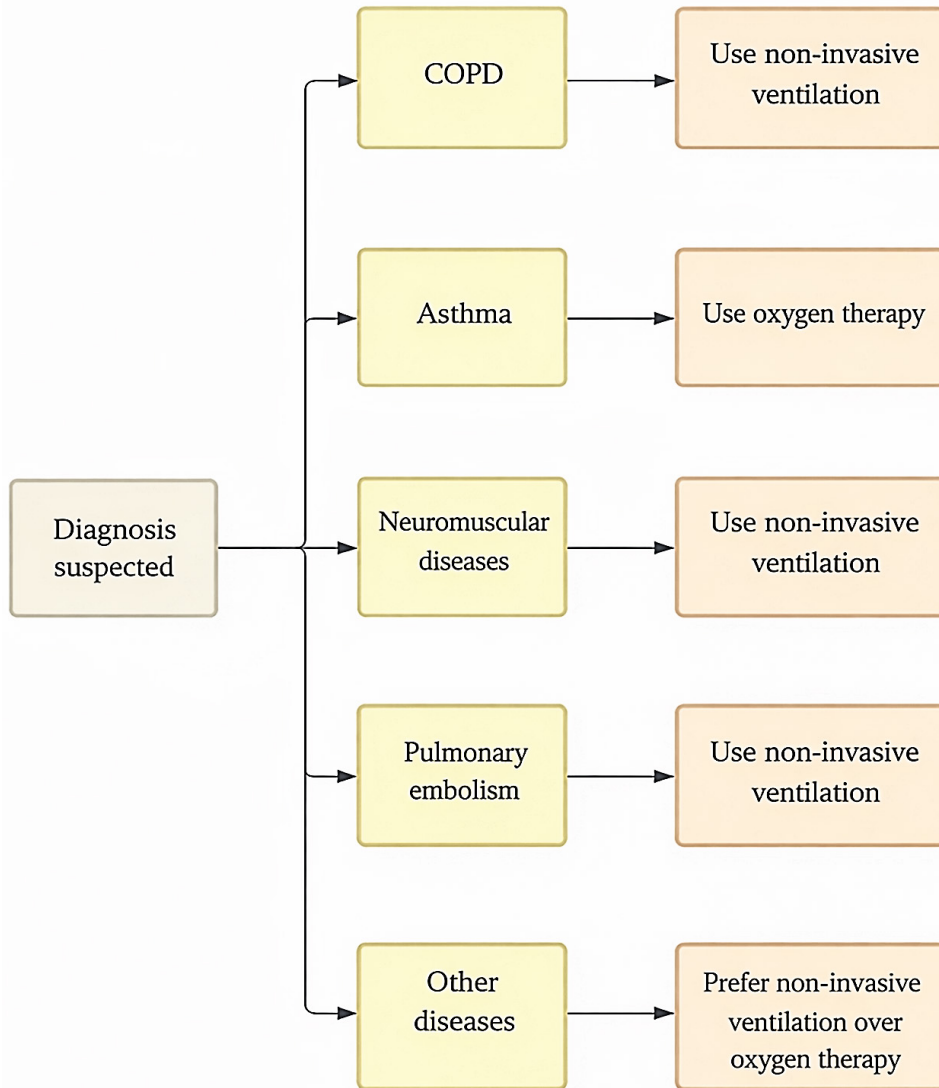 COPD
Use non-invasive
ventilation
Asthma
Use oxygen therapy
Diagnosis
suspected
Neuromuscular
diseases
Use non-invasive
ventilation
Pulmonary
embolism
Use non-invasive
ventilation
Other
diseases
Prefer non-invasive
ventilation over
oxygen therapy